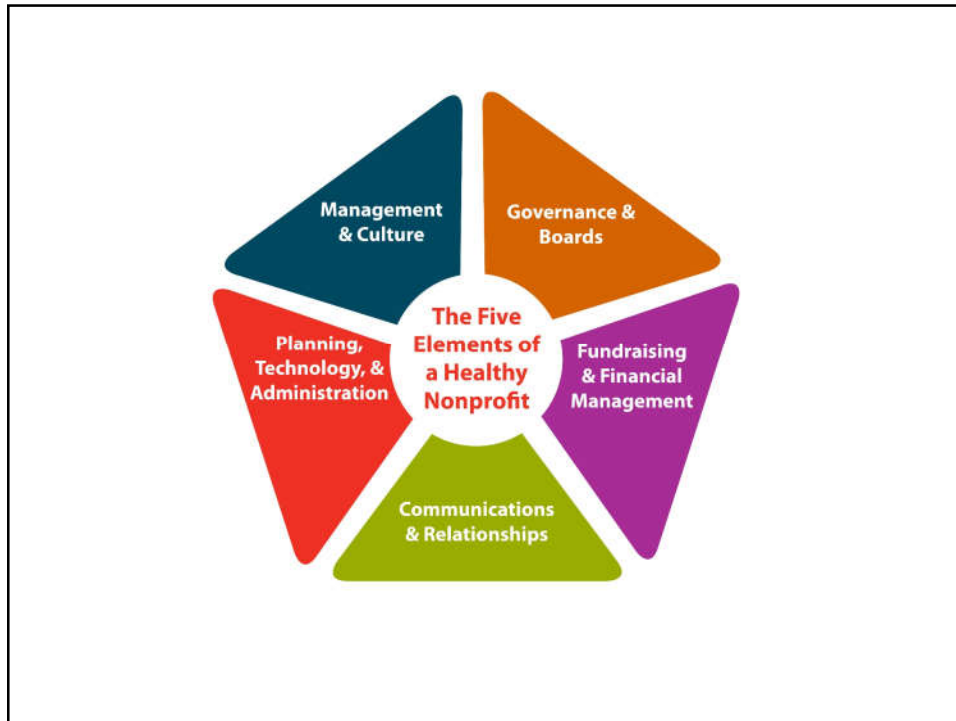 Management
& Culture
Governance &
Boards
The Five
Elements of
a Healthy
Nonprofit
Planning,
Technology, &
Administration
Fundraising
& Financial
Management
Communications
& Relationships